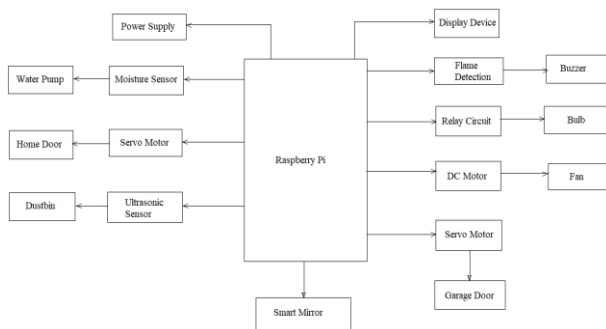 Power Supply
Display Device
Water Pump
Moisture Sensor
Flame
Detection
Buzzer
Home Door
Servo Motor
Relay Circuit
Bulb
Raspberry Pi
DC Motor
Fan
Dustbin
Ultrasonic
Sensor
Servo Motor
Garage Door
Smart Mirror